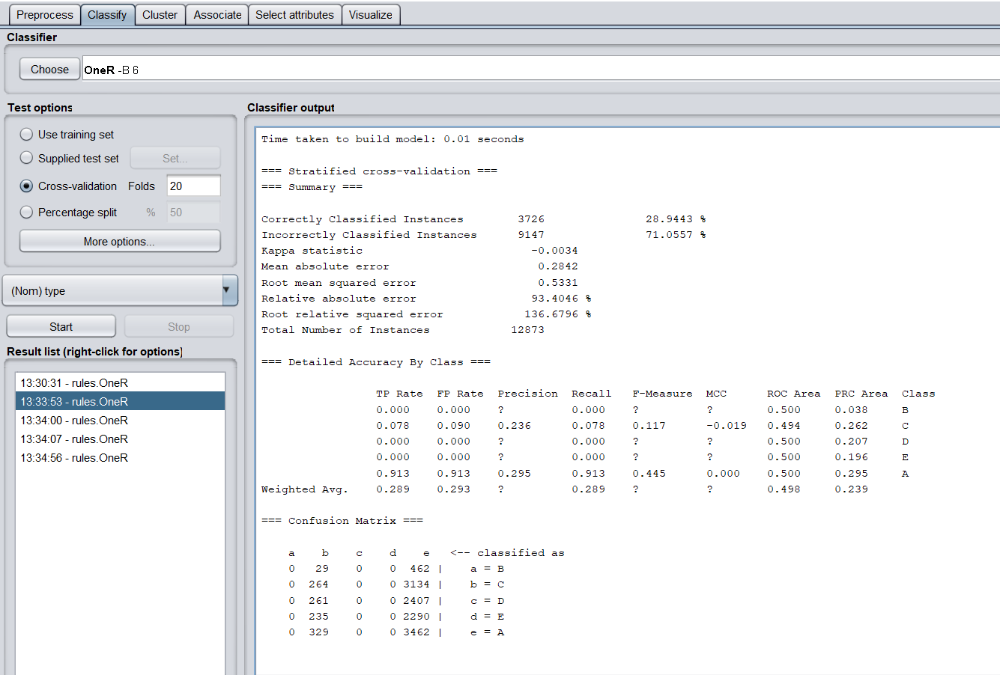 Preprocess Classify Cluster Associate Select attributes Visualize
Classifier
Choose OneR -B 6
Test options
Use training set
Supplied test set Set...
Cross-validation Folds 20
Percentage split % 50
More options...
(Nom) type
Start Stop
Result list (right-click for options)
13:30:31 - rules.OneR
13:33:53 - rules.OneR
13:34:00 - rules.OneR
13:34:07 - rules.OneR
13:34:56 - rules.OneR
Classifier output
Time taken to build model: 0.01 seconds
=== Stratified cross-validation ===
=== Summary ===
Correctly Classified Instances 3726 28.9443 %
Incorrectly Classified Instances 9147 71.0557 %
Kappa statistic -0.0034
Mean absolute error 0.2842
Root mean squared error 0.5331
Relative absolute error 93.4046 %
Root relative squared error 136.6796 %
Total Number of Instances 12873
=== Detailed Accuracy By Class ===
TP Rate FP Rate Precision Recall F-Measure MCC ROC Area PRC Area Class
0.000 0.000 ? 0.000 ? ? 0.500 0.038 B
0.078 0.090 0.236 0.078 0.117 -0.019 0.494 0.262 C
0.000 0.000 ? 0.000 ? ? 0.500 0.207 D
0.000 0.000 ? 0.000 ? ? 0.500 0.196 E
0.913 0.913 0.295 0.913 0.445 0.000 0.500 0.295 A
Weighted Avg. 0.289 0.293 ? 0.289 ? ? 0.498 0.239
=== Confusion Matrix ===
a b c d e <-- classified as
0 29 0 0 462 | a = B
0 264 0 0 3134 | b = C
0 261 0 0 2407 | c = D
0 235 0 0 2290 | d = E
0 329 0 0 3462 | e = A